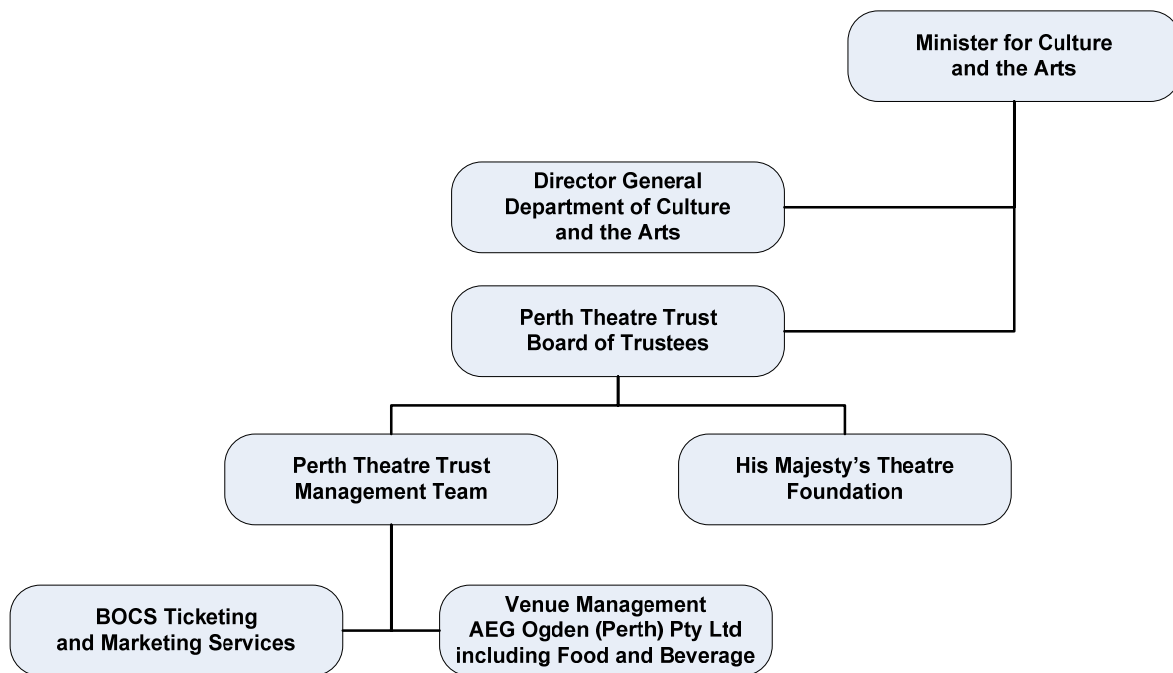 Minister for Culture
and the Arts
Director General
Department of Culture
and the Arts
Perth Theatre Trust
Board of Trustees
Perth Theatre Trust
Management Team
His Majesty’s Theatre
Foundation
BOCS Ticketing
and Marketing Services
Venue Management
AEG Ogden (Perth) Pty Ltd
including Food and Beverage